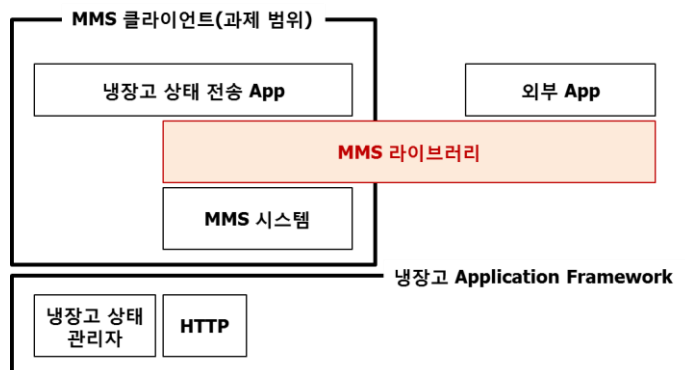 MMS 클라이언트(과제 범위)
냉장고 상태 전송 App
외부 App
MMS 라이브러리
MMS 시스템
냉장고 Application Framework
냉장고 상태
관리자
HTTP